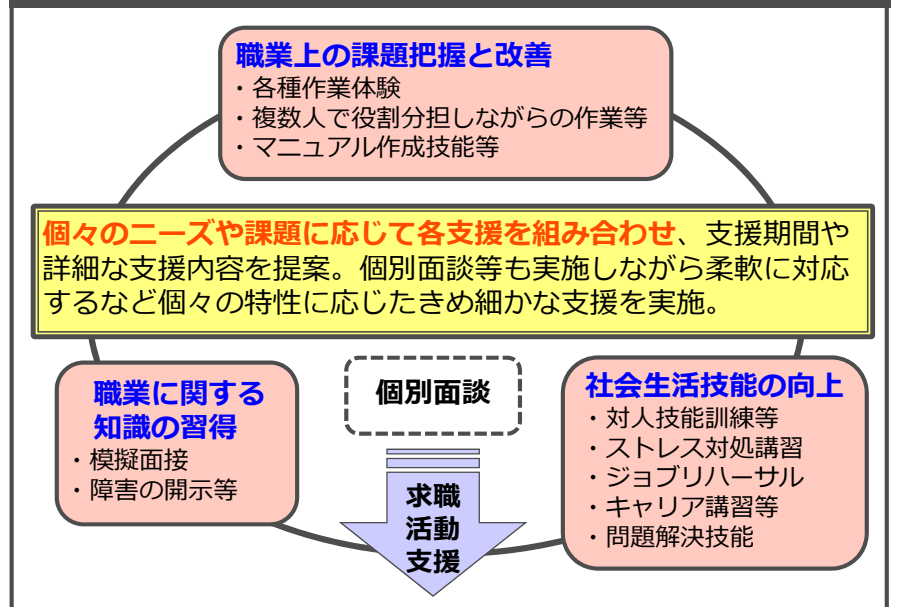 職業上の課題把握と改善
・各種作業体験
・複数人で役割分担しながらの作業等
・マニュアル作成技能等
個々のニーズや課題に応じて各支援を組み合わせ、支援期間や
詳細な支援内容を提案。個別面談等も実施しながら柔軟に対応
するなど個々の特性に応じたきめ細かな支援を実施。
職業に関する
知識の習得
・模擬面接
・障害の開示等
個別面談
社会生活技能の向上
・対人技能訓練等
・ストレス対処講習
・ジョブリハーサル
・キャリア講習等
・問題解決技能
求職
活動
支援